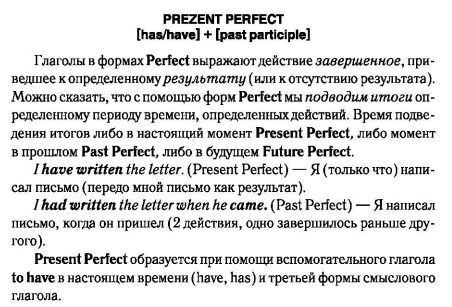 PREZENT PERFECT
[has/have] + [past participle]
Глаголы в формах Perfect выражают действие завершенное, при-
ведшее к определенному результату (или к отсутствию результата).
Можно сказать, что с помощью форм Perfect мы подводим итоги оп-
ределенному периоду времени, определенных действий. Время подве-
дения итогов либо в настоящий момент Present Perfect, либо момент
в прошлом Past Perfect, либо в будущем Future Perfect.
I have written the letter. (Present Perfect) — Я (только что) напи-
сал письмо (передо мной письмо как результат).
I had written the letter when he came. (Past Perfect) — Я написал
письмо, когда он пришел (2 действия, одно завершилось раньше дру-
гого).
Present Perfect образуется при помощи вспомогательного глагола
to have в настоящем времени (have, has) и третьей формы смыслового
глагола.